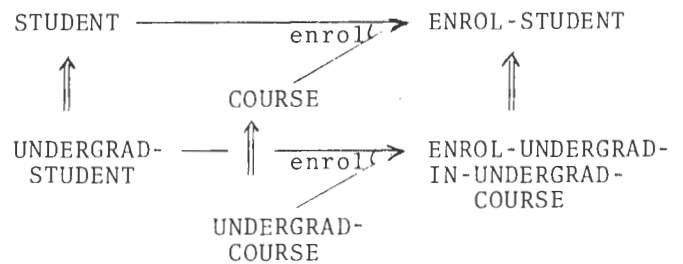 STUDENT
enrol
ENROL-STUDENT
COURSE
UNDERGRAD-
STUDENT
enrol
ENROL-UNDERGRAD-
IN-UNDERGRAD-
COURSE
UNDERGRAD-
COURSE